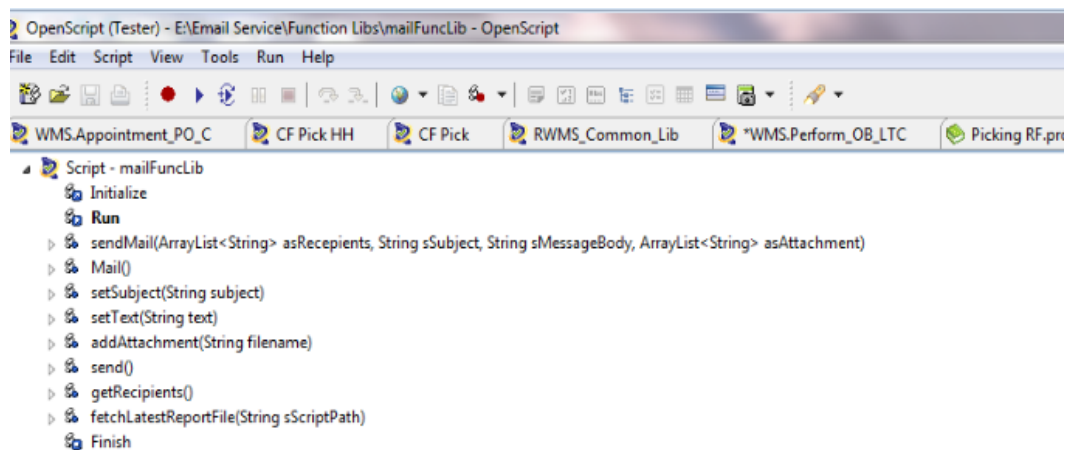 OpenScript (Tester) - E:\Email Service\Function Libs\mailFuncLib - OpenScript
File Edit Script View Tools Run Help
WMS.Appointment_PO_C CF Pick HH CF Pick RWMS_Common_Lib *WMS.Perform_OB_LTC Picking RF.pro
Script - mailFuncLib
Initialize
Run
sendMail(ArrayList<String> asRecepients, String sSubject, String sMessageBody, ArrayList<String> asAttachment)
Mail()
setSubject(String subject)
setText(String text)
addAttachment(String filename)
send()
getRecipients()
fetchLatestReportFile(String sScriptPath)
Finish